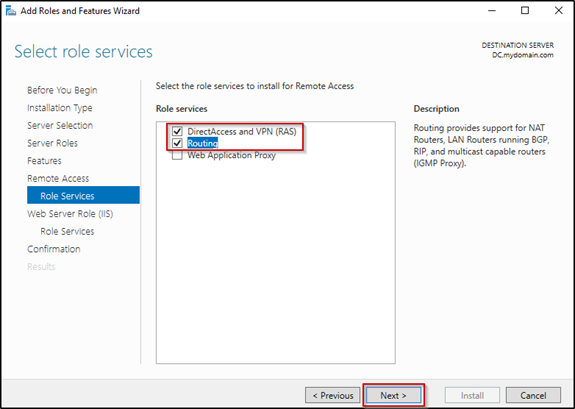 Add Roles and Features Wizard
Select role services
DESTINATION SERVER
DC.mydomain.com
Before You Begin
Installation Type
Server Selection
Server Roles
Features
Remote Access
Role Services
Web Server Role (IIS)
Role Services
Confirmation
Results
Select the role services to install for Remote Access
Role services
DirectAccess and VPN (RAS)
Routing
Web Application Proxy
Description
Routing provides support for NAT
Routers, LAN Routers running BGP,
RIP, and multicast capable routers
(IGMP Proxy).
< Previous
Next >
Install
Cancel